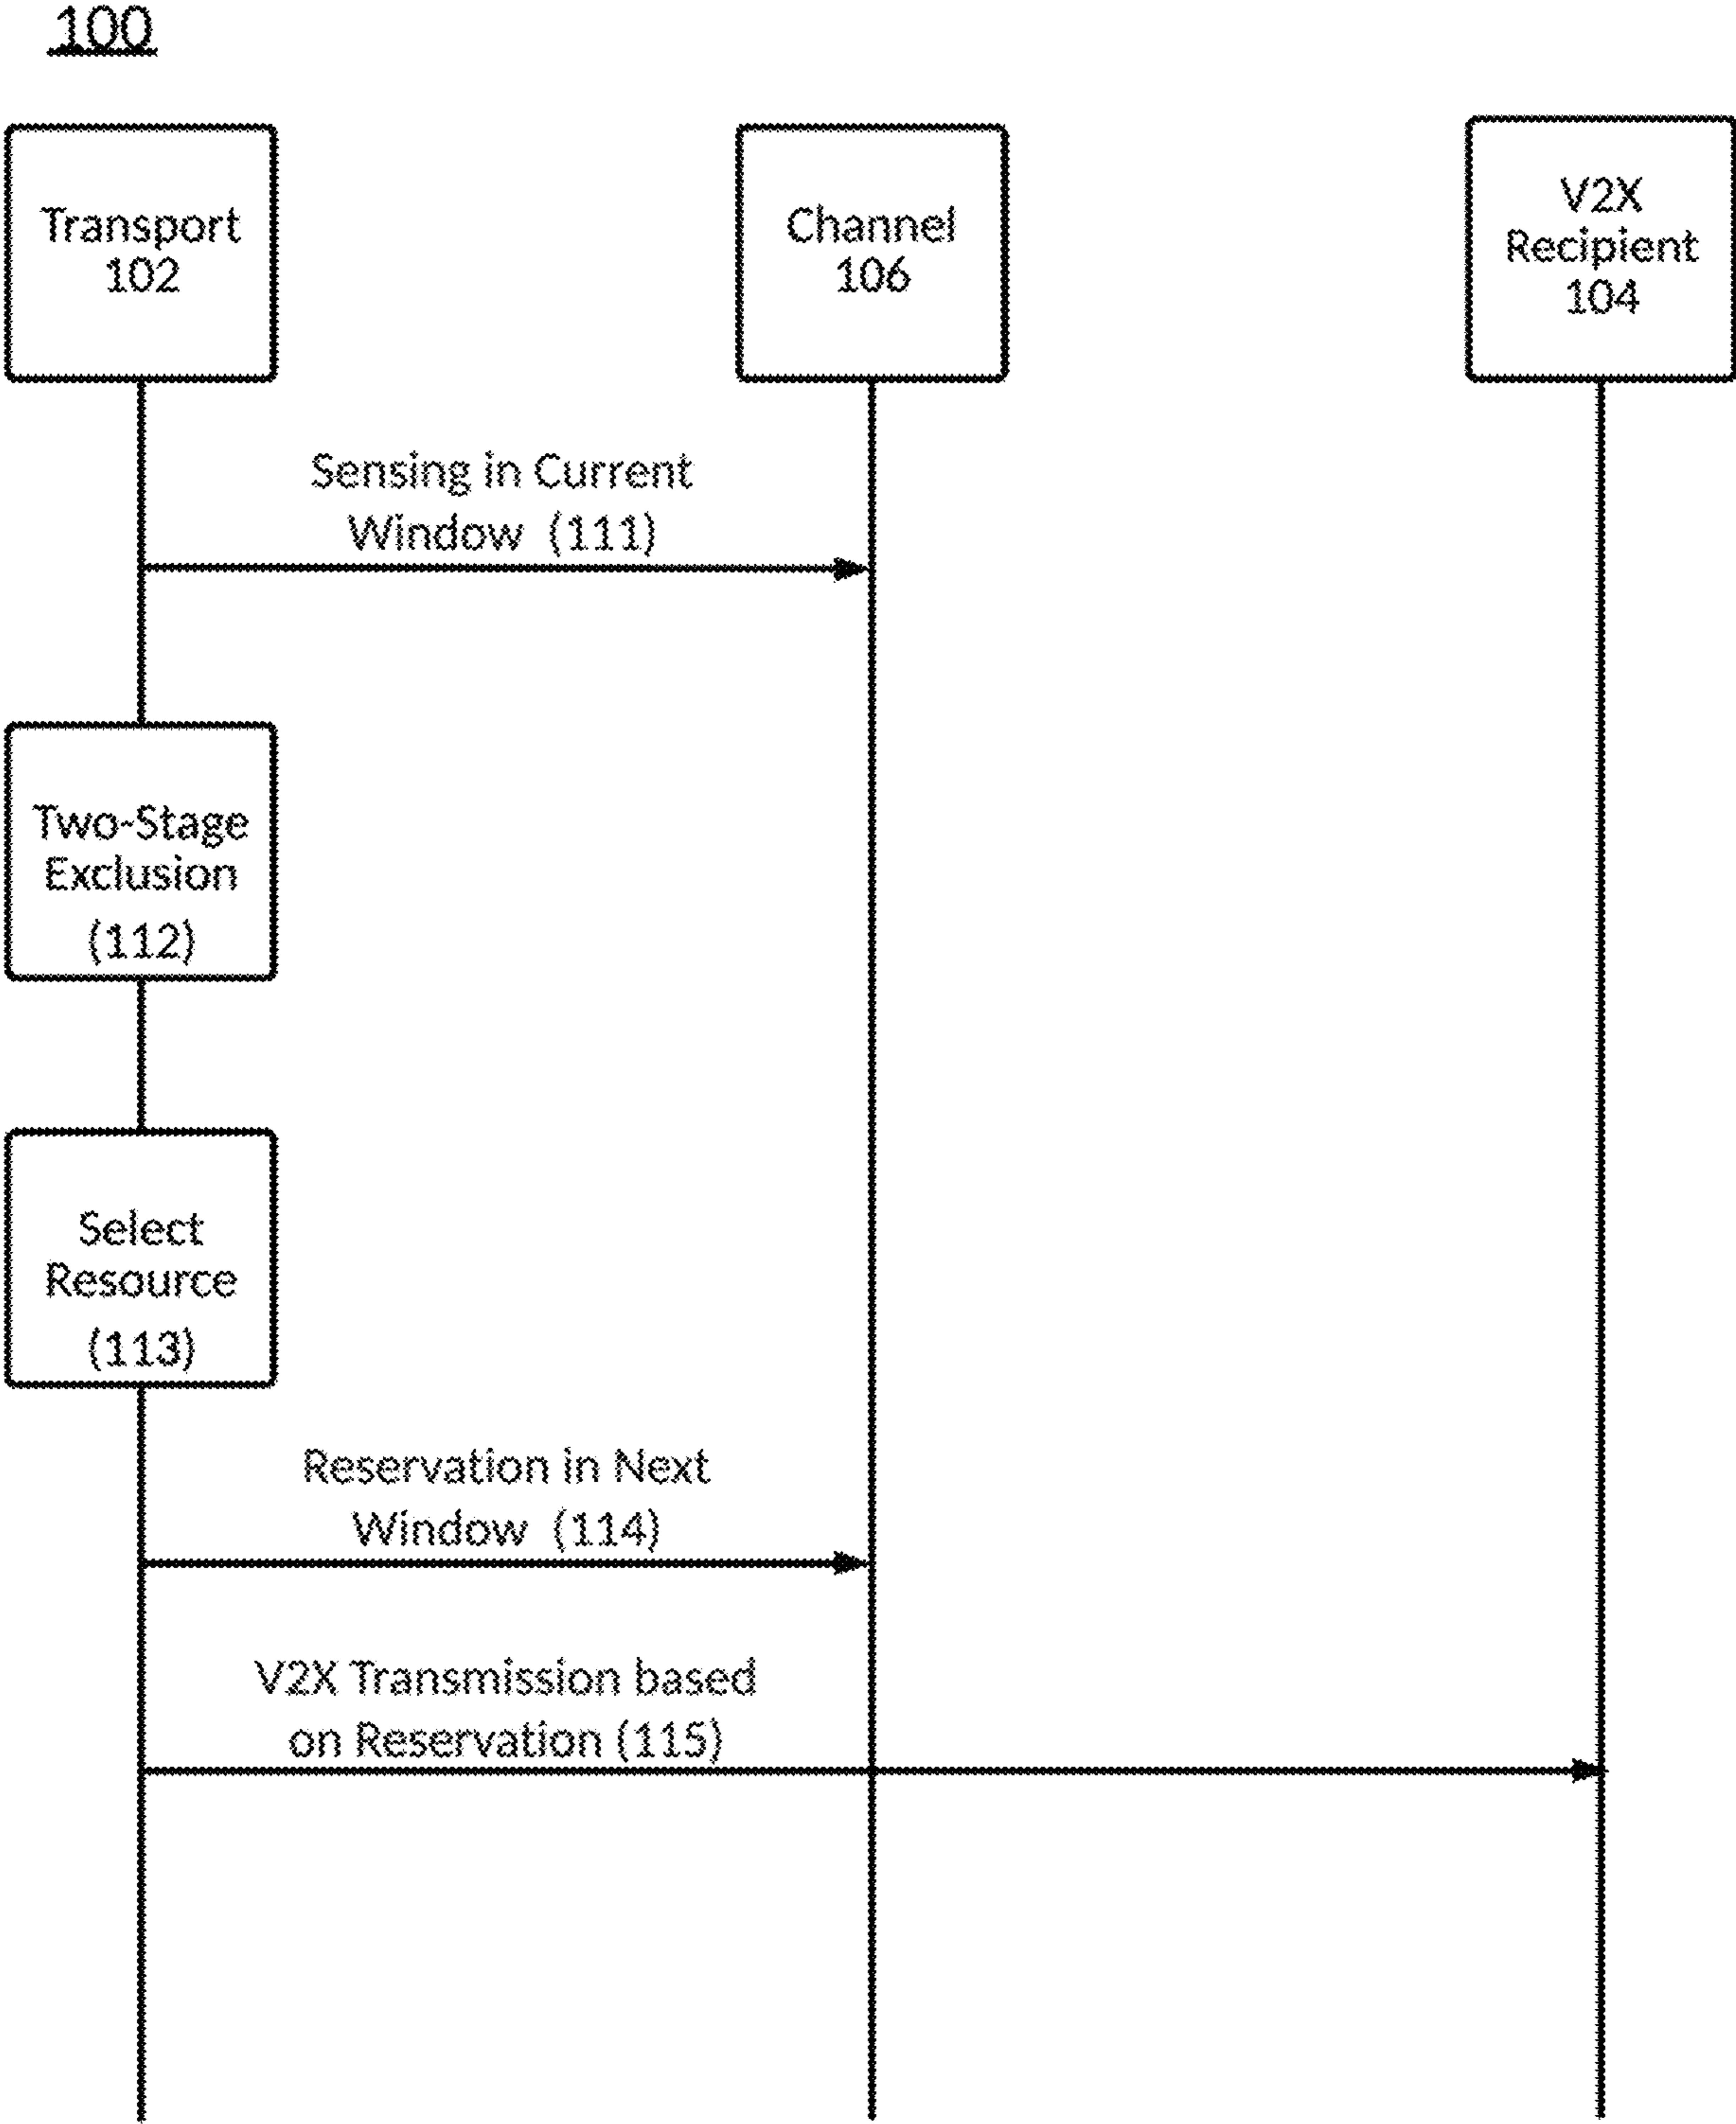 100
Transport
102
Channel
106
V2X
Recipient
104
Sensing in Current
Window (111)
Two-Stage
Exclusion
(112)
Select
Resource
(113)
Reservation in Next
Window (114)
V2X Transmission based
on Reservation (115)